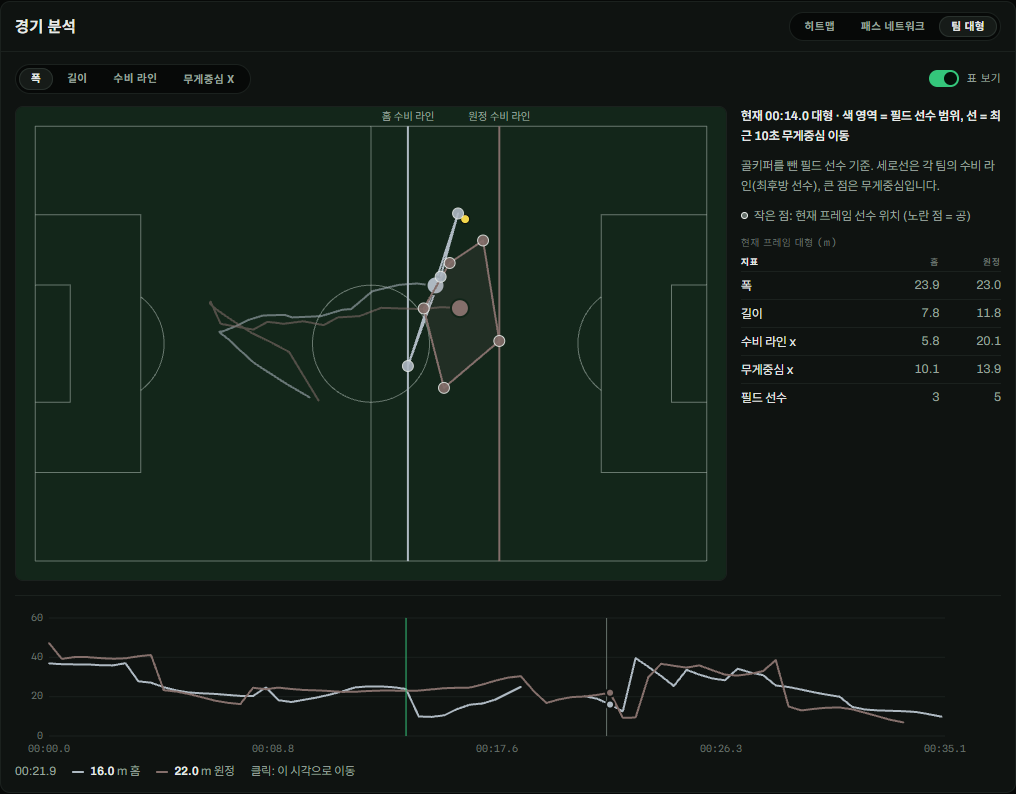 경기 분석
히트맵 패스 네트워크 팀 대형
폭 길이 수비 라인 무게중심 X
표 보기
홈 수비 라인 원정 수비 라인
현재 00:14.0 대형 · 색 영역 = 필드 선수 범위, 선 = 최
근 10초 무게중심 이동
골키퍼를 뺀 필드 선수 기준. 세로선은 각 팀의 수비 라
인(최후방 선수), 큰 점은 무게중심입니다.
작은 점: 현재 프레임 선수 위치 (노란 점 = 공)
현재 프레임 대형 (m)
지표 홈 원정
폭 23.9 23.0
길이 7.8 11.8
수비 라인 x 5.8 20.1
무게중심 x 10.1 13.9
필드 선수 3 5
60
40
20
0
00:00.0 00:08.8 00:17.6 00:26.3 00:35.1
00:21.9 16.0 m 홈 22.0 m 원정 클릭: 이 시각으로 이동